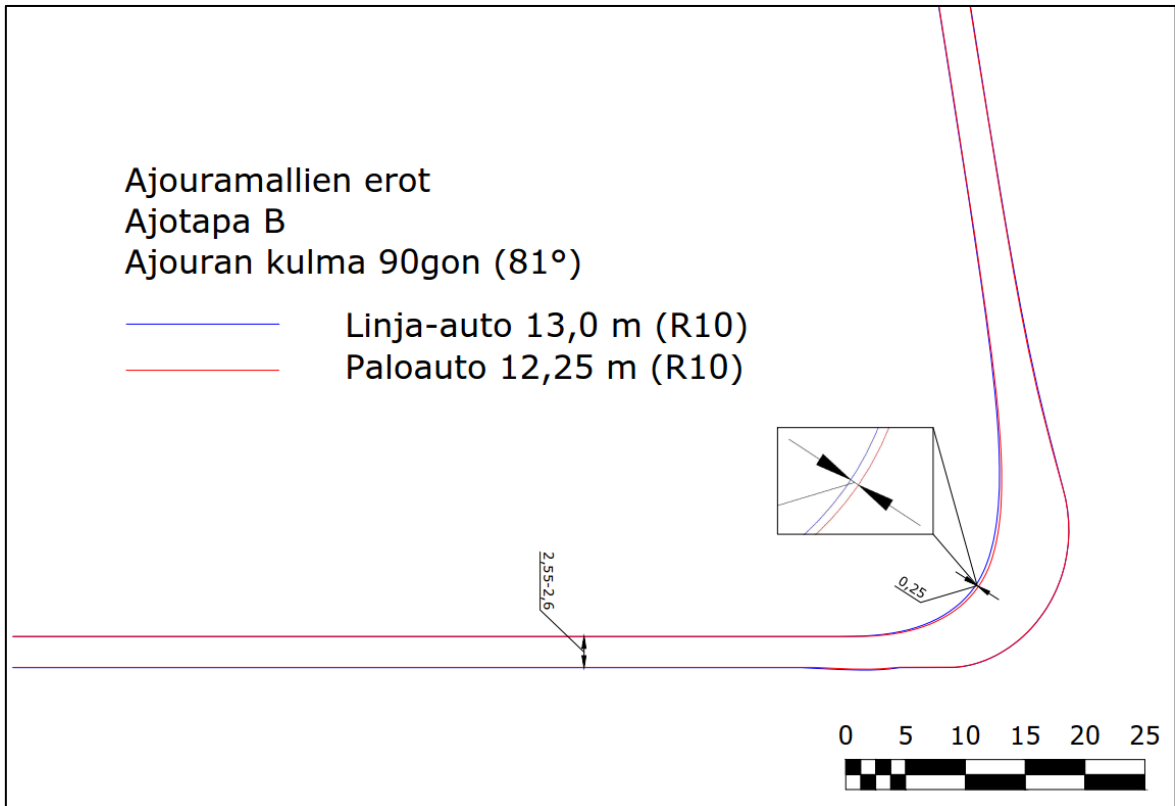 Ajouramallien erot
Ajotapa B
Ajouran kulma 90gon (81°)
Linja-auto 13,0 m (R10)
Paloauto 12,25 m (R10)
2,55-2,6
0,25
0 5 10 15 20 25